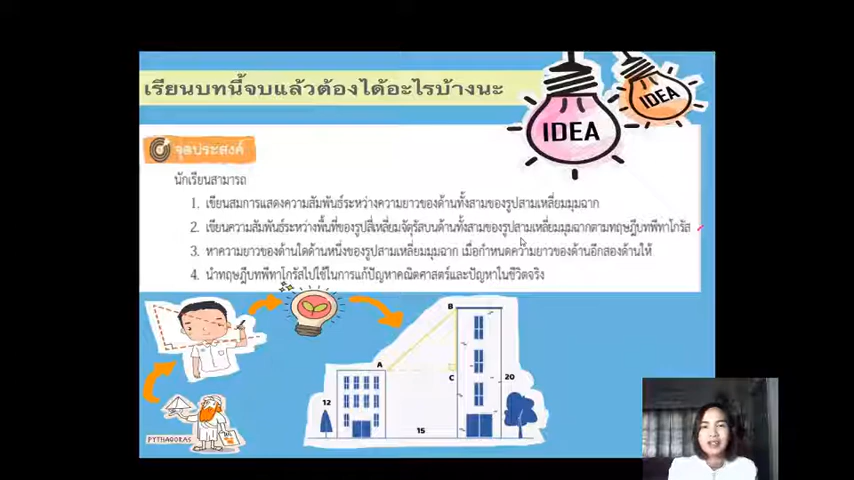 เรียนบทนี้จบแล้วต้องได้อะไรบ้างนะ
IDEA
IDEA
จุดประสงค์
นักเรียนสามารถ
1. เขียนสมการแสดงความสัมพันธ์ระหว่างความยาวของด้านทั้งสามของรูปสามเหลี่ยมมุมฉาก
2. เขียนความสัมพันธ์ระหว่างพื้นที่ของรูปสี่เหลี่ยมจัตุรัสบนด้านทั้งสามของรูปสามเหลี่ยมมุมฉากตามทฤษฎีบทพีทาโกรัส
3. หาความยาวของด้านใดด้านหนึ่งของรูปสามเหลี่ยมมุมฉาก เมื่อกำหนดความยาวของด้านอีกสองด้านให้
4. นำทฤษฎีบทพีทาโกรัสไปใช้ในการแก้ปัญหาคณิตศาสตร์และปัญหาในชีวิตจริง
B
A
C
20
12
15
PYTHAGORAS